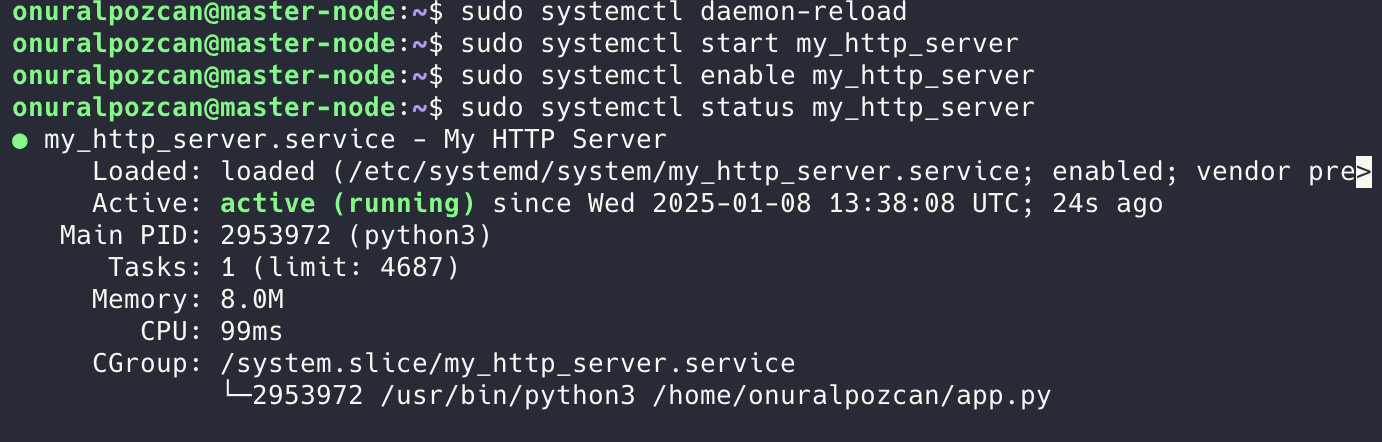 onuralpozcan@master-node:~$ sudo systemctl daemon-reload
onuralpozcan@master-node:~$ sudo systemctl start my_http_server
onuralpozcan@master-node:~$ sudo systemctl enable my_http_server
onuralpozcan@master-node:~$ sudo systemctl status my_http_server
● my_http_server.service - My HTTP Server
     Loaded: loaded (/etc/systemd/system/my_http_server.service; enabled; vendor pre>
     Active: active (running) since Wed 2025-01-08 13:38:08 UTC; 24s ago
   Main PID: 2953972 (python3)
      Tasks: 1 (limit: 4687)
     Memory: 8.0M
        CPU: 99ms
     CGroup: /system.slice/my_http_server.service
             └─2953972 /usr/bin/python3 /home/onuralpozcan/app.py